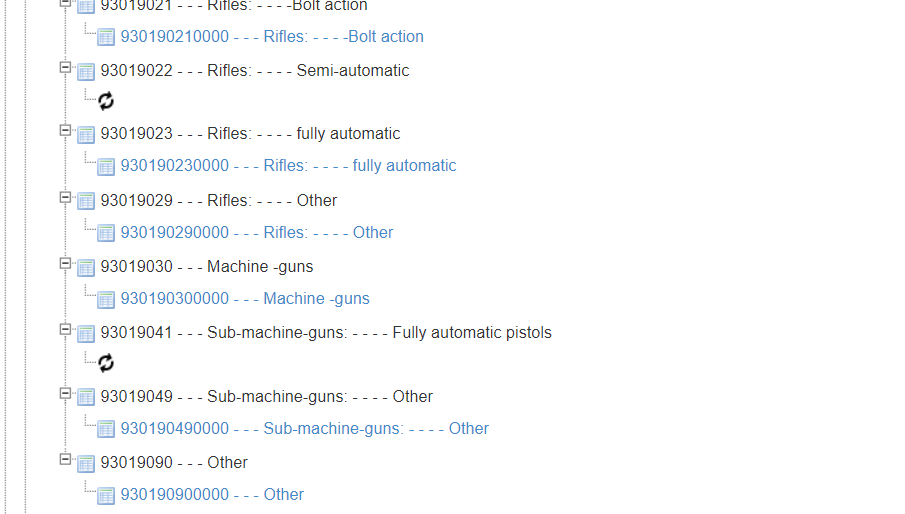 93019021 - - - Rifles: - - - -Bolt action
930190210000 - - - Rifles: - - - -Bolt action
93019022 - - - Rifles: - - - - Semi-automatic
93019023 - - - Rifles: - - - - fully automatic
930190230000 - - - Rifles: - - - - fully automatic
93019029 - - - Rifles: - - - - Other
930190290000 - - - Rifles: - - - - Other
93019030 - - - Machine -guns
930190300000 - - - Machine -guns
93019041 - - - Sub-machine-guns: - - - - Fully automatic pistols
93019049 - - - Sub-machine-guns: - - - - Other
930190490000 - - - Sub-machine-guns: - - - - Other
93019090 - - - Other
930190900000 - - - Other